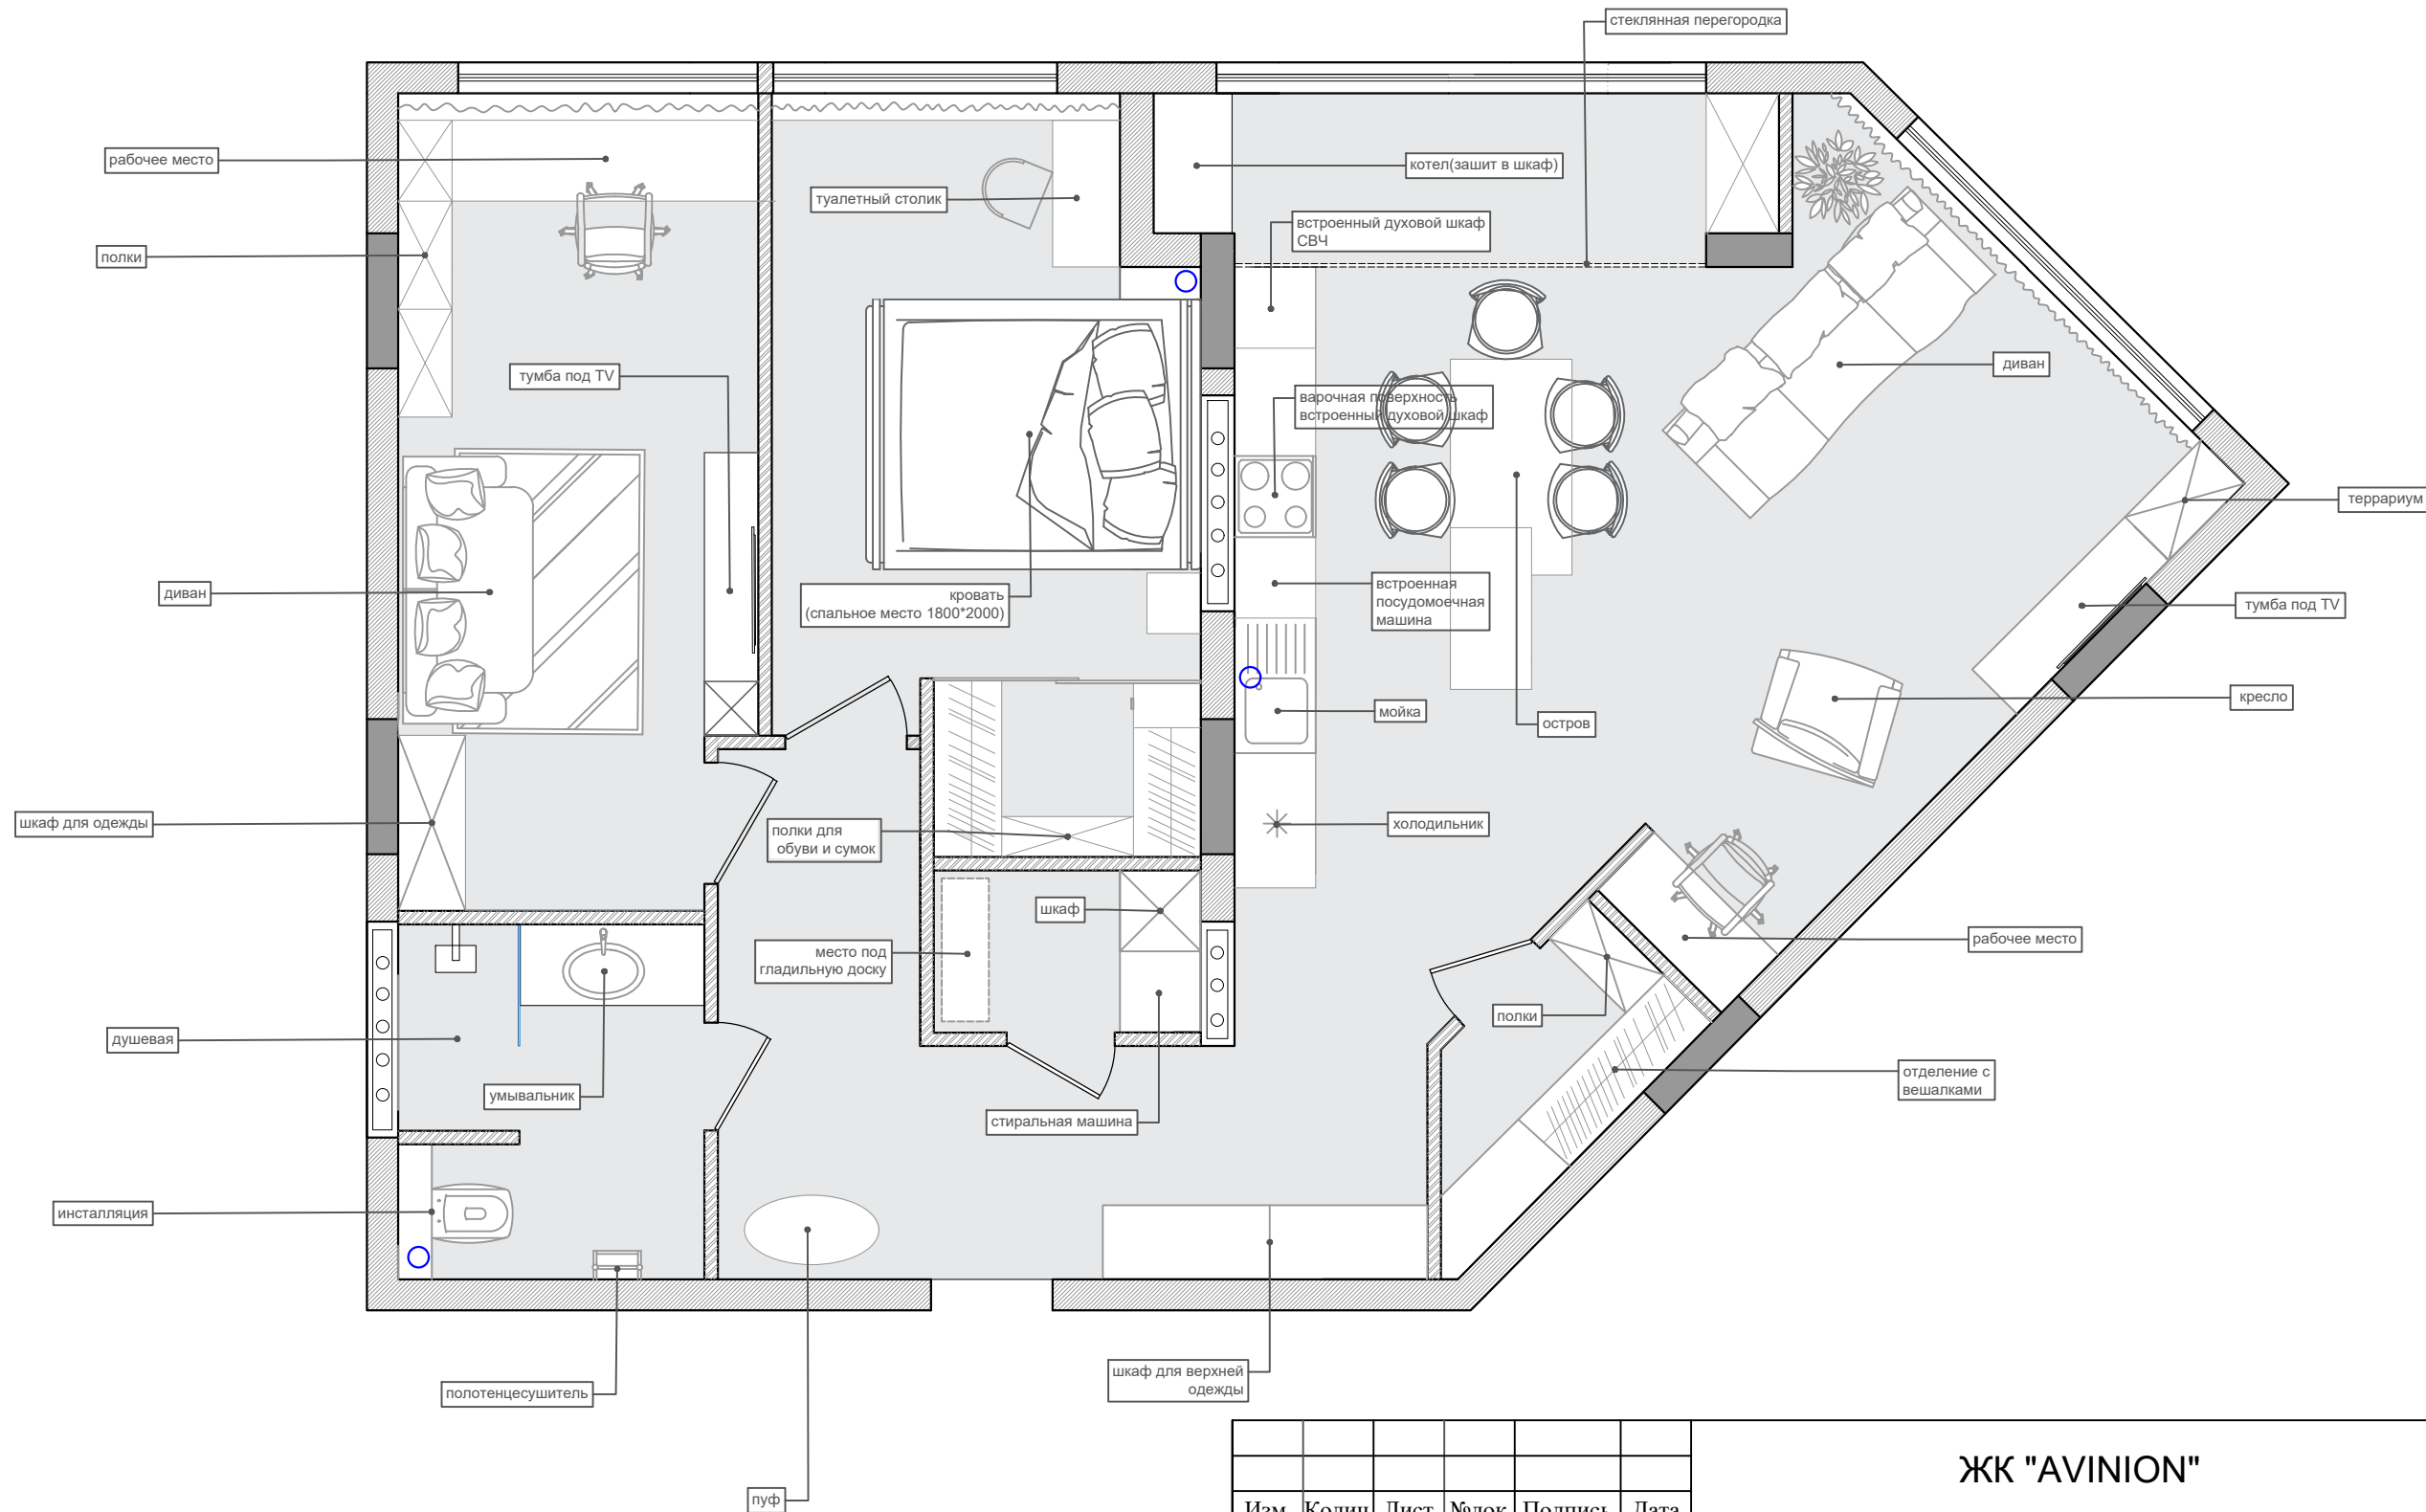 стеклянная перегородка
рабочее место
котел(зашит в шкаф)
туалетный столик
встроенный духовой шкаф
СВЧ
полки
диван
тумба под TV
варочная поверхность
встроенный духовой шкаф
террариум
диван
кровать
(спальное место 1800*2000)
встроенная
посудомоечная
машина
тумба под TV
кресло
мойка
остров
шкаф для одежды
полки для
обуви и сумок
холодильник
шкаф
место под
гладильную доску
рабочее место
полки
душевая
умывальник
стиральная машина
отделение с
вешалками
инсталляция
полотенцесушитель
шкаф для верхней
одежды
пуф
ЖК "AVINION"
Изм. Колич Лист №док Подпись Дата